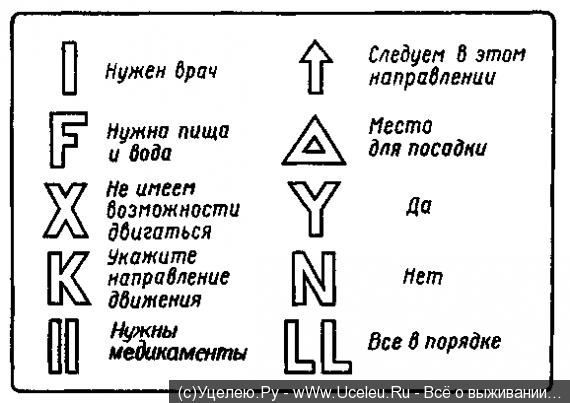 I Нужен врач
F Нужна пища
и вода
X Не имеем
возможности
двигаться
K Укажите
направление
движения
II Нужны
медикаменты
Следуем в этом
направлении
Место
для посадки
Y Да
N Нет
LL Все в порядке
(c)Уцелею.Ру - wWw.Uceleu.Ru - Всё о выживании...